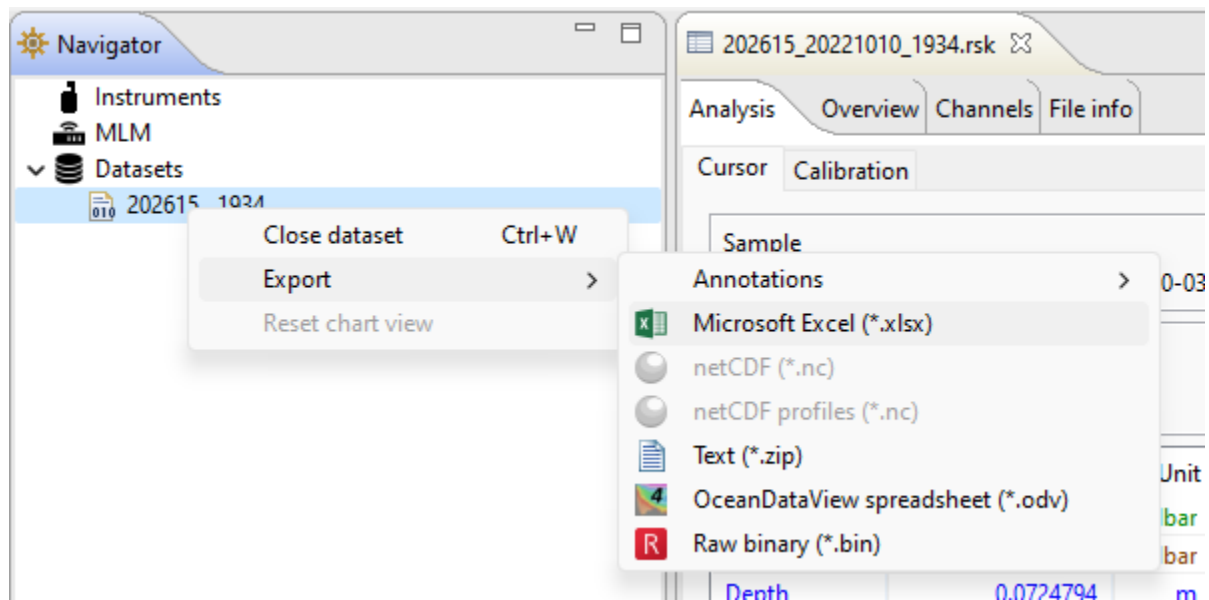 Navigator
Instruments
MLM
Datasets
202615_1934
Close dataset Ctrl+W
Export
Reset chart view
202615_20221010_1934.rsk
Analysis Overview Channels File info
Cursor Calibration
Sample
0-03
Annotations
Microsoft Excel (*.xlsx)
netCDF (*.nc)
netCDF profiles (*.nc)
Text (*.zip)
OceanDataView spreadsheet (*.odv)
Raw binary (*.bin)
Unit
bar
bar
Depth 0.0724794 m